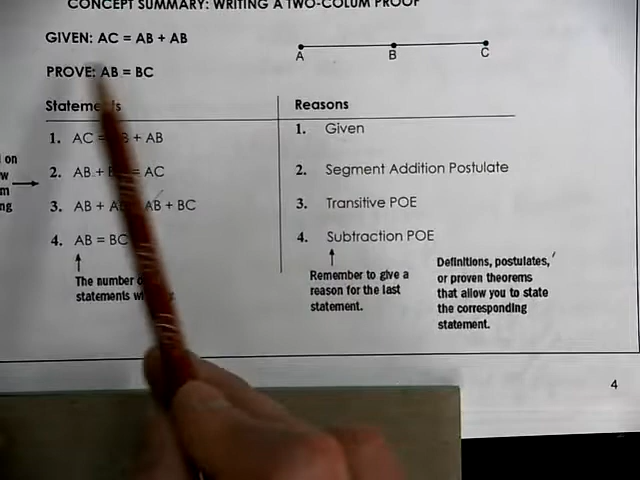 CONCEPT SUMMARY: WRITING A TWO-COLUM PROOF
GIVEN: AC = AB + AB
PROVE: AB = BC
A B C
Statements Reasons
1. AC = + AB 1. Given
2. AB + = AC 2. Segment Addition Postulate
3. AB + AB + BC 3. Transitive POE
4. AB = BC 4. Subtraction POE
on
w
m
ng
The number
statements
Remember to give a
reason for the last
statement.
Definitions, postulates,
or proven theorems
that allow you to state
the corresponding
statement.
4